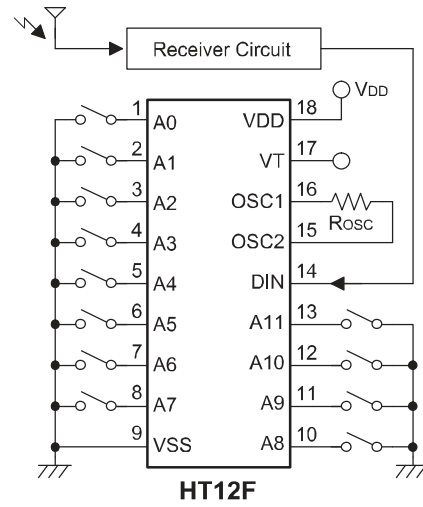 Receiver Circuit
VDD
1 A0 VDD 18
2 A1 VT 17
3 A2 OSC1 16
ROSC
4 A3 OSC2 15
5 A4 DIN 14
6 A5 A11 13
7 A6 A10 12
8 A7 A9 11
9 VSS A8 10
HT12F